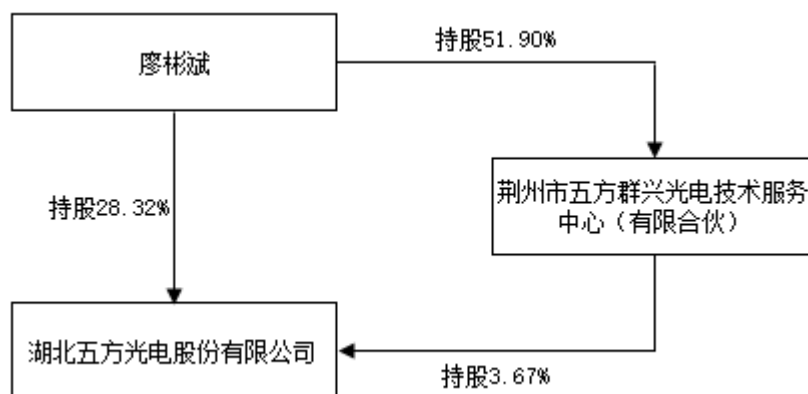 持股51.90%
廖彬斌
荆州市五方群兴光电技术服务
中心（有限合伙）
持股28.32%
湖北五方光电股份有限公司
持股3.67%